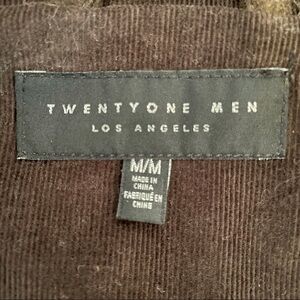 TWENTYONE MEN
LOS ANGELES
M/M
MADE IN
CHINA
FABRIQUÉ EN
CHINE